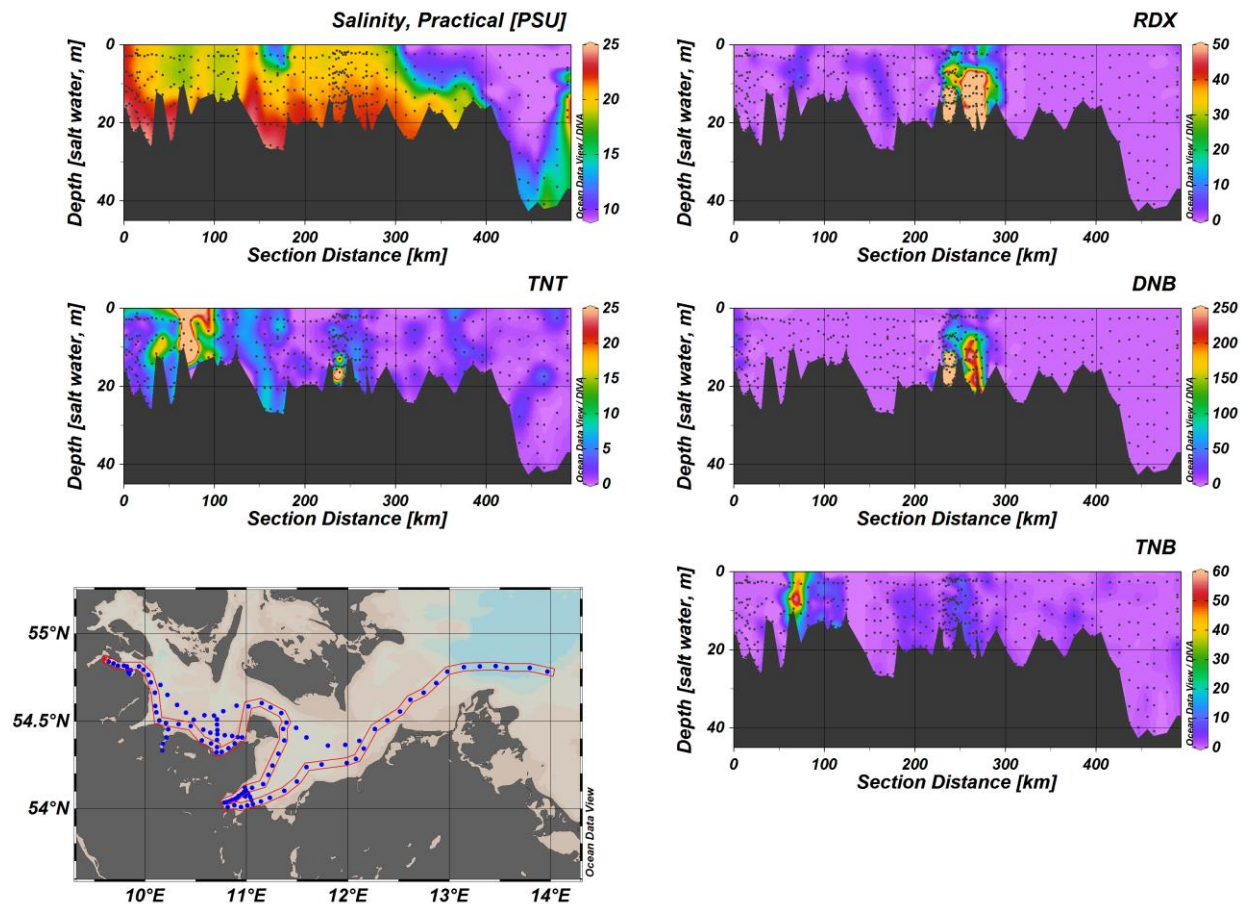 Salinity, Practical [PSU]
Depth [salt water, m]
0
20
40
0 100 200 300 400
Section Distance [km]
25
20
15
10
Ocean Data View / DIVA
RDX
Depth [salt water, m]
0
20
40
0 100 200 300 400
Section Distance [km]
50
40
30
20
10
0
Ocean Data View / DIVA
TNT
Depth [salt water, m]
0
20
40
0 100 200 300 400
Section Distance [km]
25
20
15
10
5
0
Ocean Data View / DIVA
DNB
Depth [salt water, m]
0
20
40
0 100 200 300 400
Section Distance [km]
250
200
150
100
50
0
Ocean Data View / DIVA
TNB
Depth [salt water, m]
0
20
40
0 100 200 300 400
Section Distance [km]
60
50
40
30
20
10
0
Ocean Data View / DIVA
55°N
54.5°N
54°N
10°E 11°E 12°E 13°E 14°E
Ocean Data View